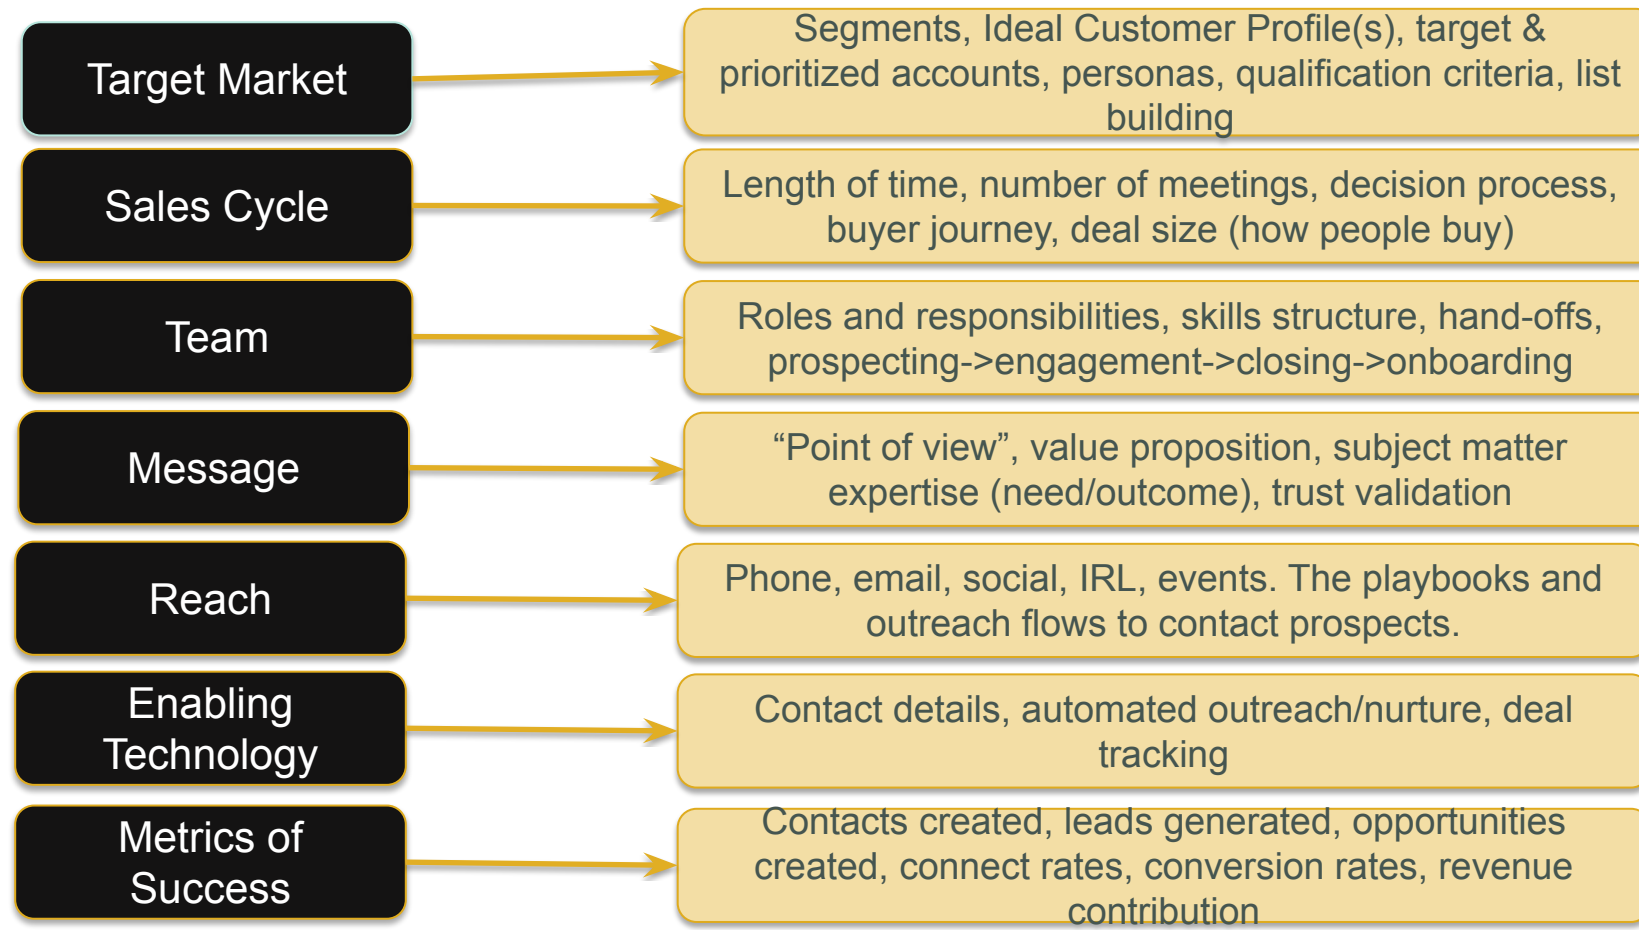 Target Market
Segments, Ideal Customer Profile(s), target &
prioritized accounts, personas, qualification criteria, list
building
Sales Cycle
Length of time, number of meetings, decision process,
buyer journey, deal size (how people buy)
Team
Roles and responsibilities, skills structure, hand-offs,
prospecting->engagement->closing->onboarding
Message
“Point of view”, value proposition, subject matter
expertise (need/outcome), trust validation
Reach
Phone, email, social, IRL, events. The playbooks and
outreach flows to contact prospects.
Enabling
Technology
Contact details, automated outreach/nurture, deal
tracking
Metrics of
Success
Contacts created, leads generated, opportunities
created, connect rates, conversion rates, revenue
contribution